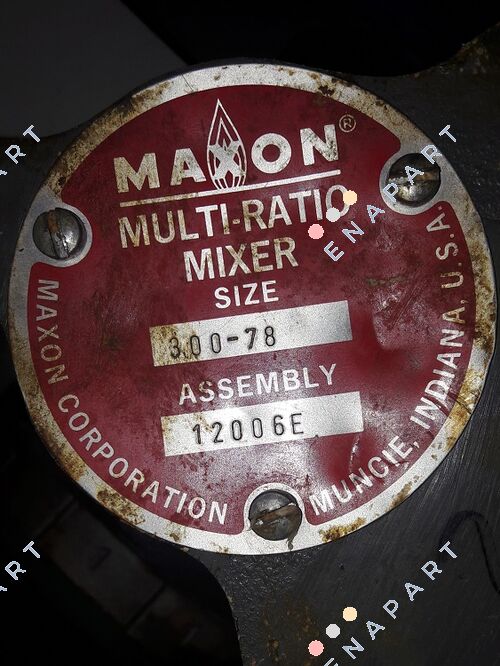 MAXON®
MULTI-RATIO
MIXER
SIZE
300-78
ASSEMBLY
12006E
MAXON CORPORATION
MUNCIE, INDIANA, U.S.A.
ENAPART
ENAPART
ENAPART
ENAPART